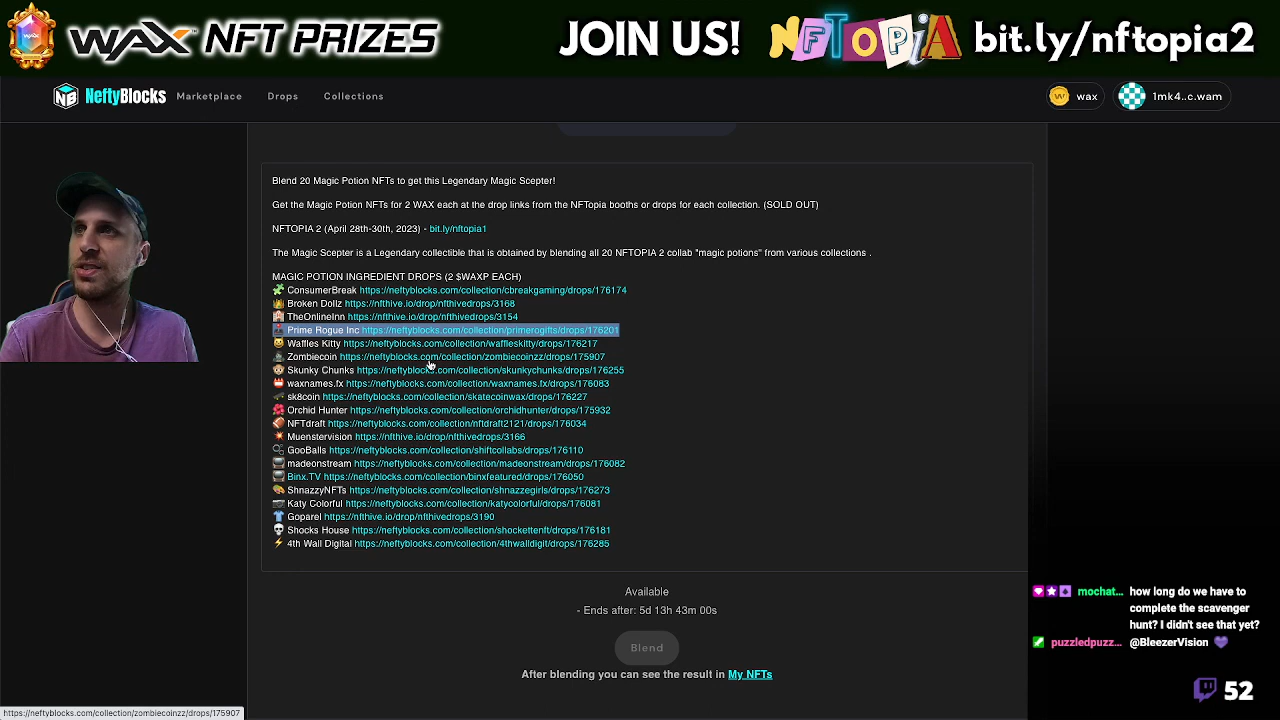 WAX NFT PRIZES
JOIN US!
NFTOPiA
bit.ly/nftopia2
NB NeftyBlocks
Marketplace
Drops
Collections
wax
1mk4..c.wam
Blend 20 Magic Potion NFTs to get this Legendary Magic Scepter!
Get the Magic Potion NFTs for 2 WAX each at the drop links from the NFTopia booths or drops for each collection. (SOLD OUT)
NFTOPIA 2 (April 28th-30th, 2023) - bit.ly/nftopia1
The Magic Scepter is a Legendary collectible that is obtained by blending all 20 NFTOPIA 2 collab "magic potions" from various collections .
MAGIC POTION INGREDIENT DROPS (2 $WAXP EACH)
ConsumerBreak https://neftyblocks.com/collection/cbreakgaming/drops/176174
Broken Dollz https://nfthive.io/drop/nfthivedrops/3168
TheOnlineInn https://nfthive.io/drop/nfthivedrops/3154
Prime Rogue Inc https://neftyblocks.com/collection/primerogifts/drops/176201
Waffles Kitty https://neftyblocks.com/collection/waffleskitty/drops/176217
Zombiecoin https://neftyblocks.com/collection/zombiecoinzz/drops/175907
Skunky Chunks https://neftyblocks.com/collection/skunkychunks/drops/176255
waxnames.fx https://neftyblocks.com/collection/waxnames.fx/drops/176083
sk8coin https://neftyblocks.com/collection/skatecoinwax/drops/176227
Orchid Hunter https://neftyblocks.com/collection/orchidhunter/drops/175932
NFTdraft https://neftyblocks.com/collection/nftdraft2121/drops/176034
Muenstervision https://nfthive.io/drop/nfthivedrops/3166
GooBalls https://neftyblocks.com/collection/shiftcollabs/drops/176110
madeonstream https://neftyblocks.com/collection/madeonstream/drops/176082
Binx.TV https://neftyblocks.com/collection/binxfeatured/drops/176050
ShnazzyNFTs https://neftyblocks.com/collection/shnazzegirls/drops/176273
Katy Colorful https://neftyblocks.com/collection/katycolorful/drops/176081
Goparel https://nfthive.io/drop/nfthivedrops/3190
Shocks House https://neftyblocks.com/collection/shockettenft/drops/176181
4th Wall Digital https://neftyblocks.com/collection/4thwalldigit/drops/176285
Available
- Ends after: 5d 13h 43m 00s
Blend
After blending you can see the result in My NFTs
mochat... how long do we have to
complete the scavenger
hunt? I didn't see that yet?
puzzledpuzz... @BleezerVision
52
https://neftyblocks.com/collection/zombiecoinzz/drops/175907